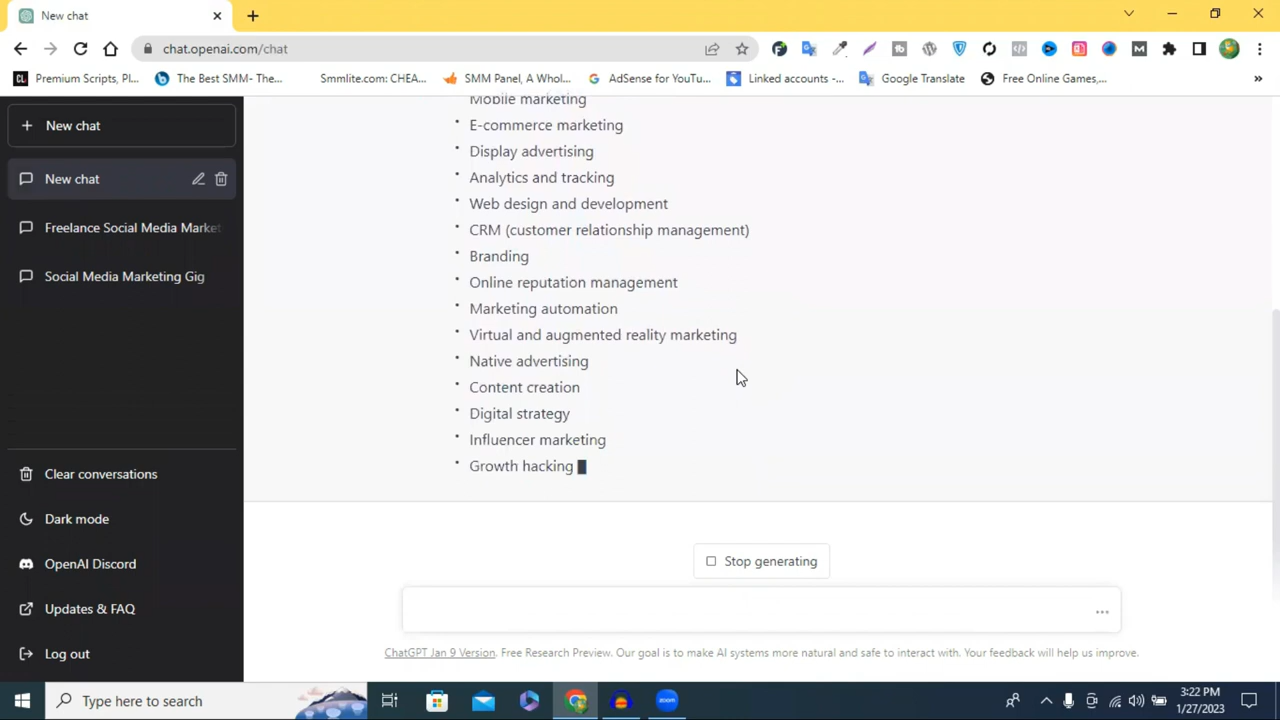 New chat
chat.openai.com/chat
Premium Scripts, Pl...
The Best SMM- The...
Smmlite.com: CHEA...
SMM Panel, A Whol...
AdSense for YouTu...
Linked accounts -...
Google Translate
Free Online Games,...
»
New chat
New chat
Freelance Social Media Market
Social Media Marketing Gig
Clear conversations
Dark mode
OpenAI Discord
Updates & FAQ
Log out
Mobile marketing
E-commerce marketing
Display advertising
Analytics and tracking
Web design and development
CRM (customer relationship management)
Branding
Online reputation management
Marketing automation
Virtual and augmented reality marketing
Native advertising
Content creation
Digital strategy
Influencer marketing
Growth hacking
Stop generating
ChatGPT Jan 9 Version. Free Research Preview. Our goal is to make AI systems more natural and safe to interact with. Your feedback will help us improve.
Type here to search
zoom
3:22 PM
1/27/2023